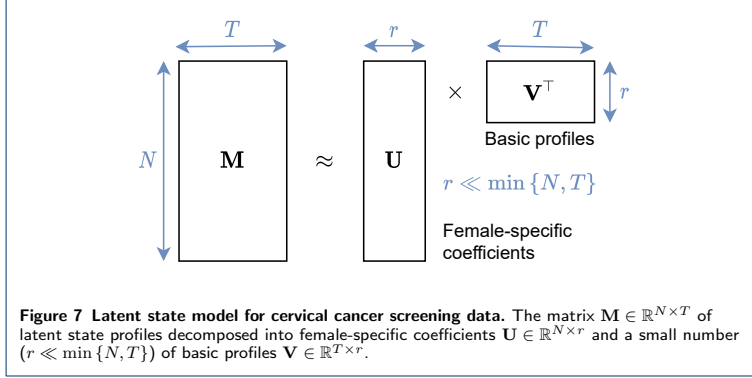 T r T
N M ≈ U × V⊤ r
Basic profiles
r ≪ min {N, T}
Female-specific
coefficients
Figure 7 Latent state model for cervical cancer screening data. The matrix M ∈ ℝ^{N×T} of
latent state profiles decomposed into female-specific coefficients U ∈ ℝ^{N×r} and a small number
(r ≪ min {N, T}) of basic profiles V ∈ ℝ^{T×r}.